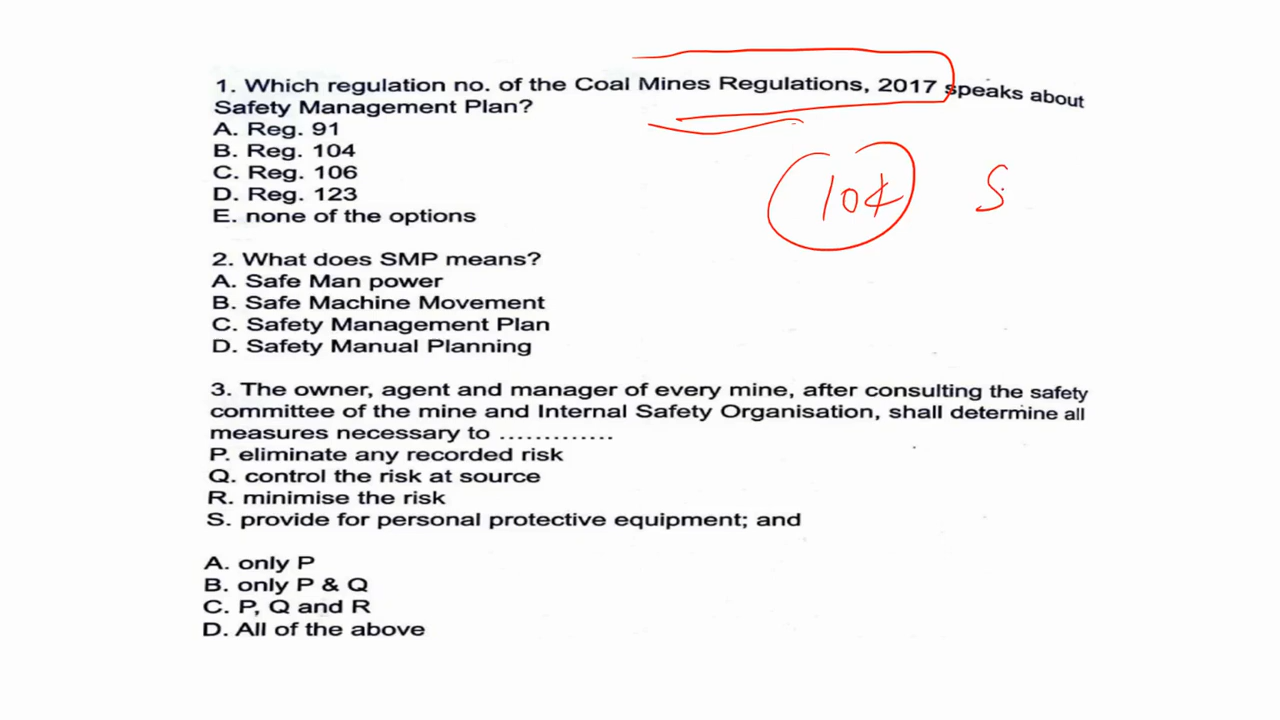 1. Which regulation no. of the Coal Mines Regulations, 2017 speaks about
Safety Management Plan?
A. Reg. 91
B. Reg. 104
C. Reg. 106
D. Reg. 123
E. none of the options
104 S
2. What does SMP means?
A. Safe Man power
B. Safe Machine Movement
C. Safety Management Plan
D. Safety Manual Planning
3. The owner, agent and manager of every mine, after consulting the safety
committee of the mine and Internal Safety Organisation, shall determine all
measures necessary to .............
P. eliminate any recorded risk
Q. control the risk at source
R. minimise the risk
S. provide for personal protective equipment; and
A. only P
B. only P & Q
C. P, Q and R
D. All of the above